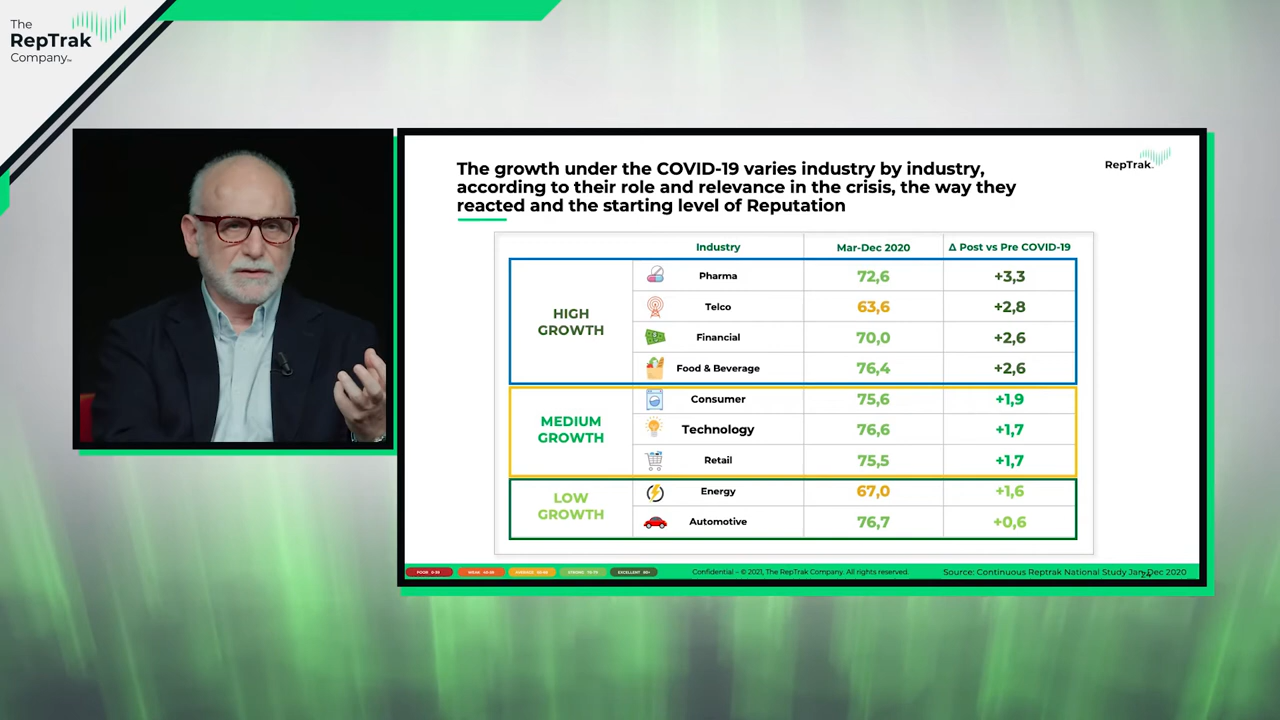 The
RepTrak
Company
The growth under the COVID-19 varies industry by industry,
according to their role and relevance in the crisis, the way they
reacted and the starting level of Reputation
RepTrak
Industry Mar-Dec 2020 Δ Post vs Pre COVID-19
HIGH
GROWTH
Pharma 72,6 +3,3
Telco 63,6 +2,8
Financial 70,0 +2,6
Food & Beverage 76,4 +2,6
MEDIUM
GROWTH
Consumer 75,6 +1,9
Technology 76,6 +1,7
Retail 75,5 +1,7
LOW
GROWTH
Energy 67,0 +1,6
Automotive 76,7 +0,6
POOR WEAK AVERAGE STRONG EXCELLENT
Confidential – © 2021, The RepTrak Company. All rights reserved.
Source: Continuous Reptrak National Study Jan-Dec 2020